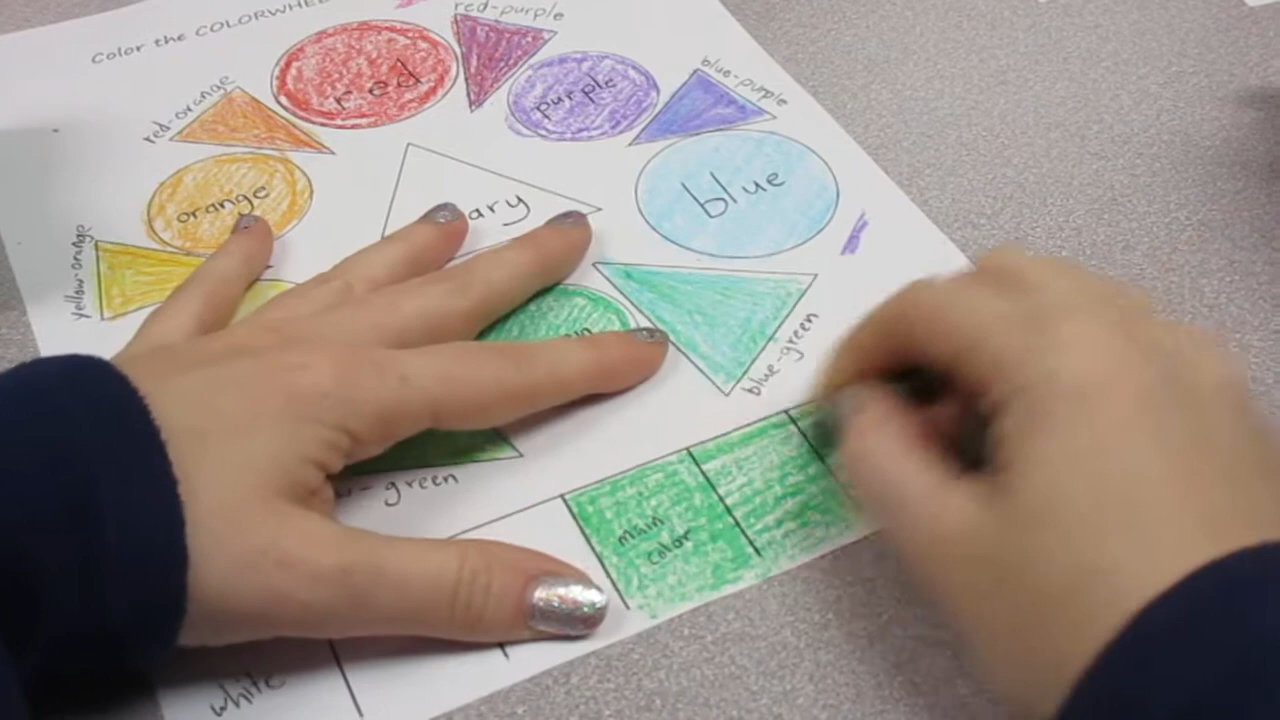 Color the COLORWHEE
red-purple
red
red-orange
purple
blue-purple
orange
blue
yellow-orange
blue-green
green
main
color
white